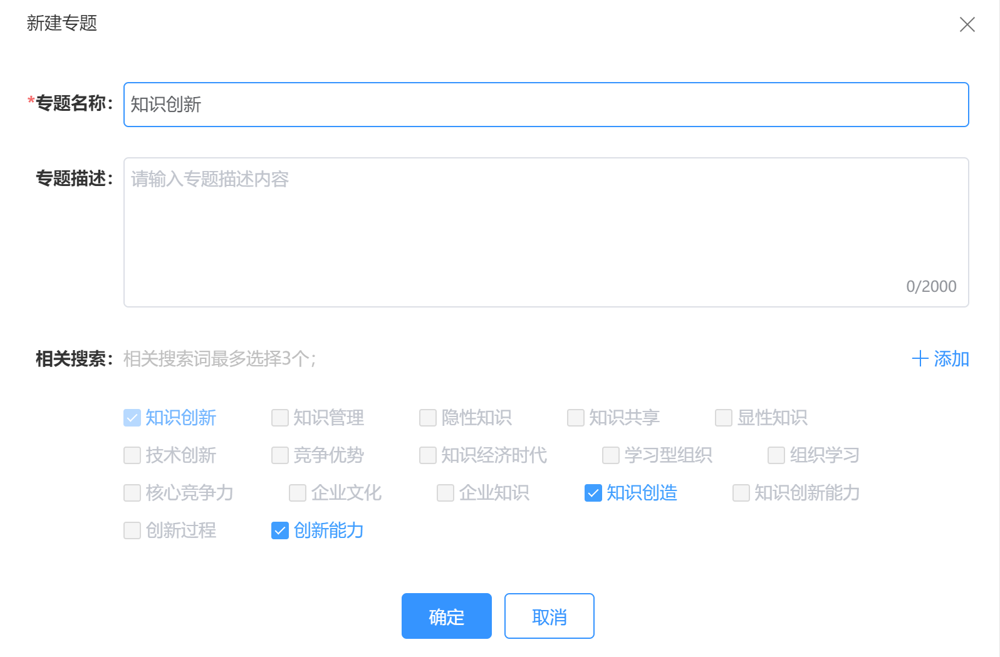 新建专题
*专题名称： 知识创新
专题描述： 请输入专题描述内容
0/2000
相关搜索： 相关搜索词最多选择3个； 添加
知识创新 知识管理 隐性知识 知识共享 显性知识
技术创新 竞争优势 知识经济时代 学习型组织 组织学习
核心竞争力 企业文化 企业知识 知识创造 知识创新能力
创新过程 创新能力
确定 取消